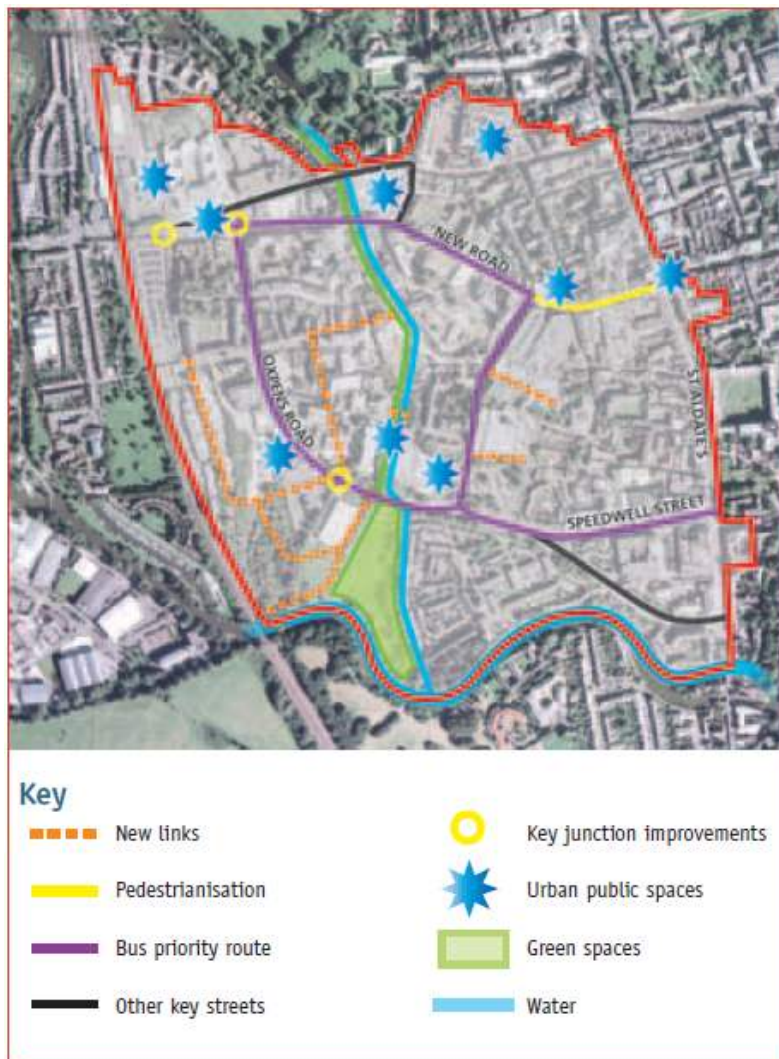 NEW ROAD
OXPENS ROAD
ST AIDATE'S
SPEEDWELL STREET
Key
New links
Key junction improvements
Pedestrianisation
Urban public spaces
Bus priority route
Green spaces
Other key streets
Water